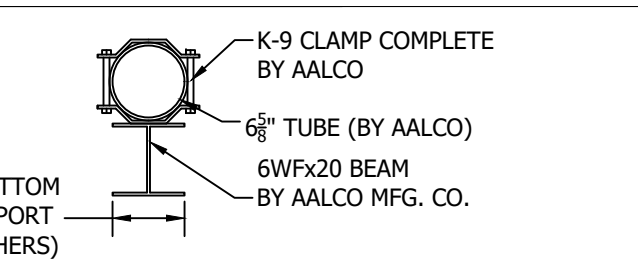 K-9 CLAMP COMPLETE
BY AALCO
6⅝" TUBE (BY AALCO)
6WFx20 BEAM
BY AALCO MFG. CO.